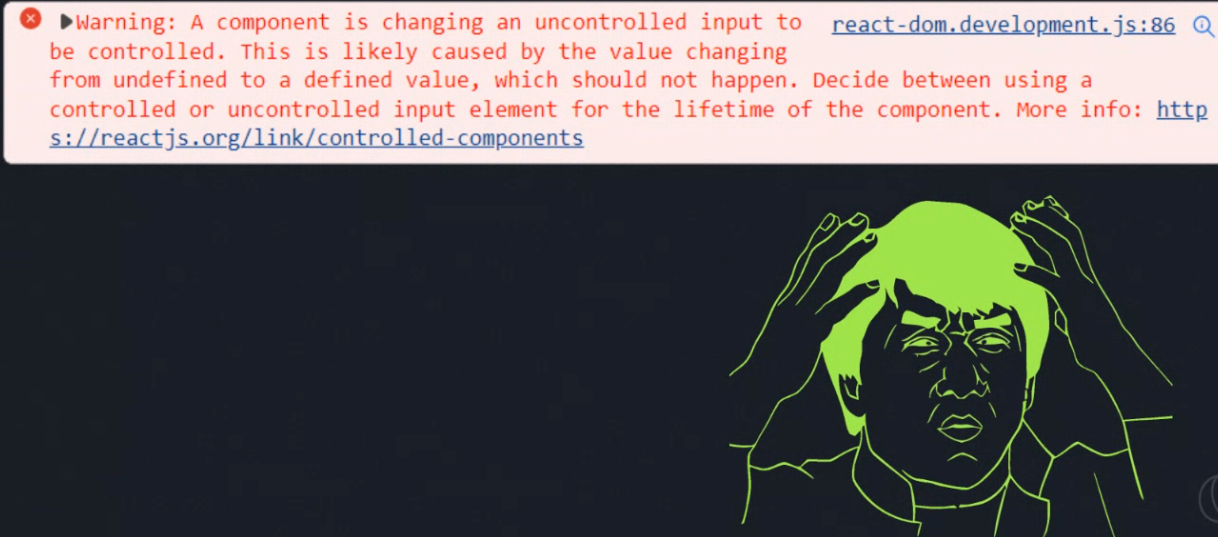 ▶Warning: A component is changing an uncontrolled input to react-dom.development.js:86
be controlled. This is likely caused by the value changing
from undefined to a defined value, which should not happen. Decide between using a
controlled or uncontrolled input element for the lifetime of the component. More info: http
s://reactjs.org/link/controlled-components